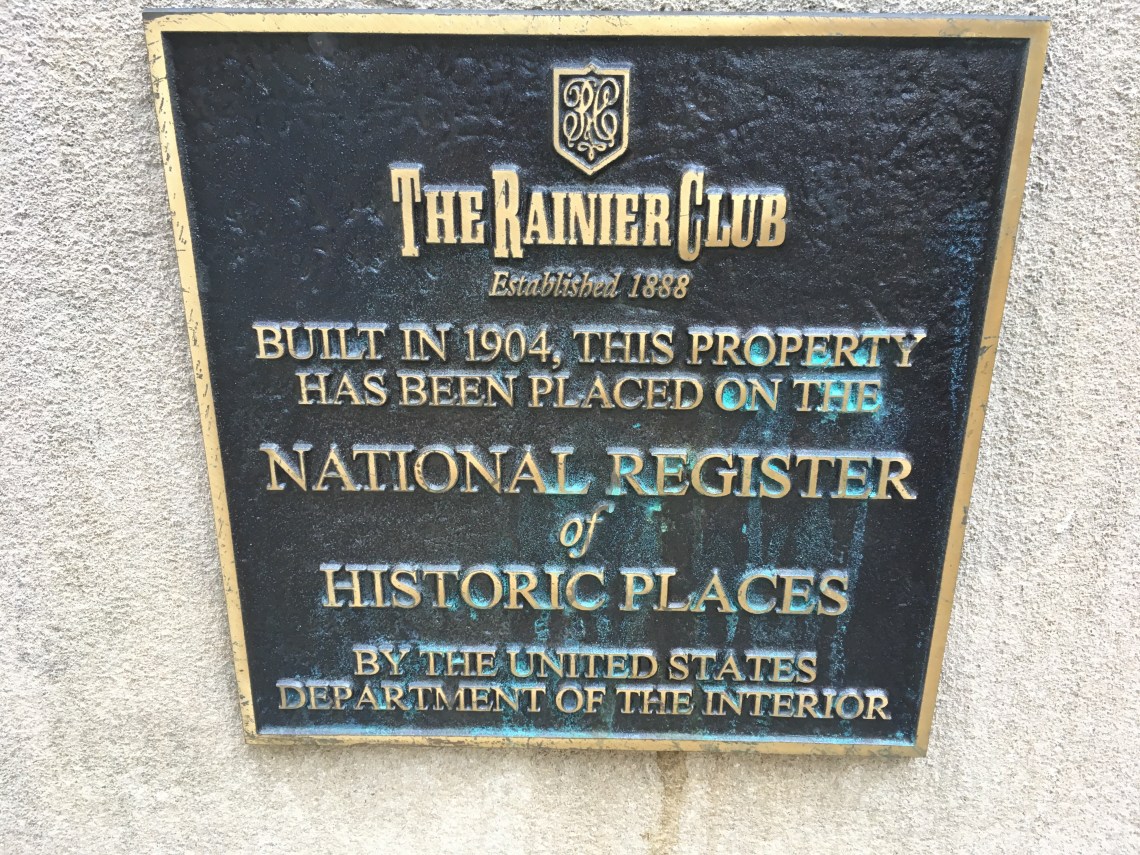 THE RAINIER CLUB
Established 1888
BUILT IN 1904, THIS PROPERTY
HAS BEEN PLACED ON THE
NATIONAL REGISTER
of
HISTORIC PLACES
BY THE UNITED STATES
DEPARTMENT OF THE INTERIOR